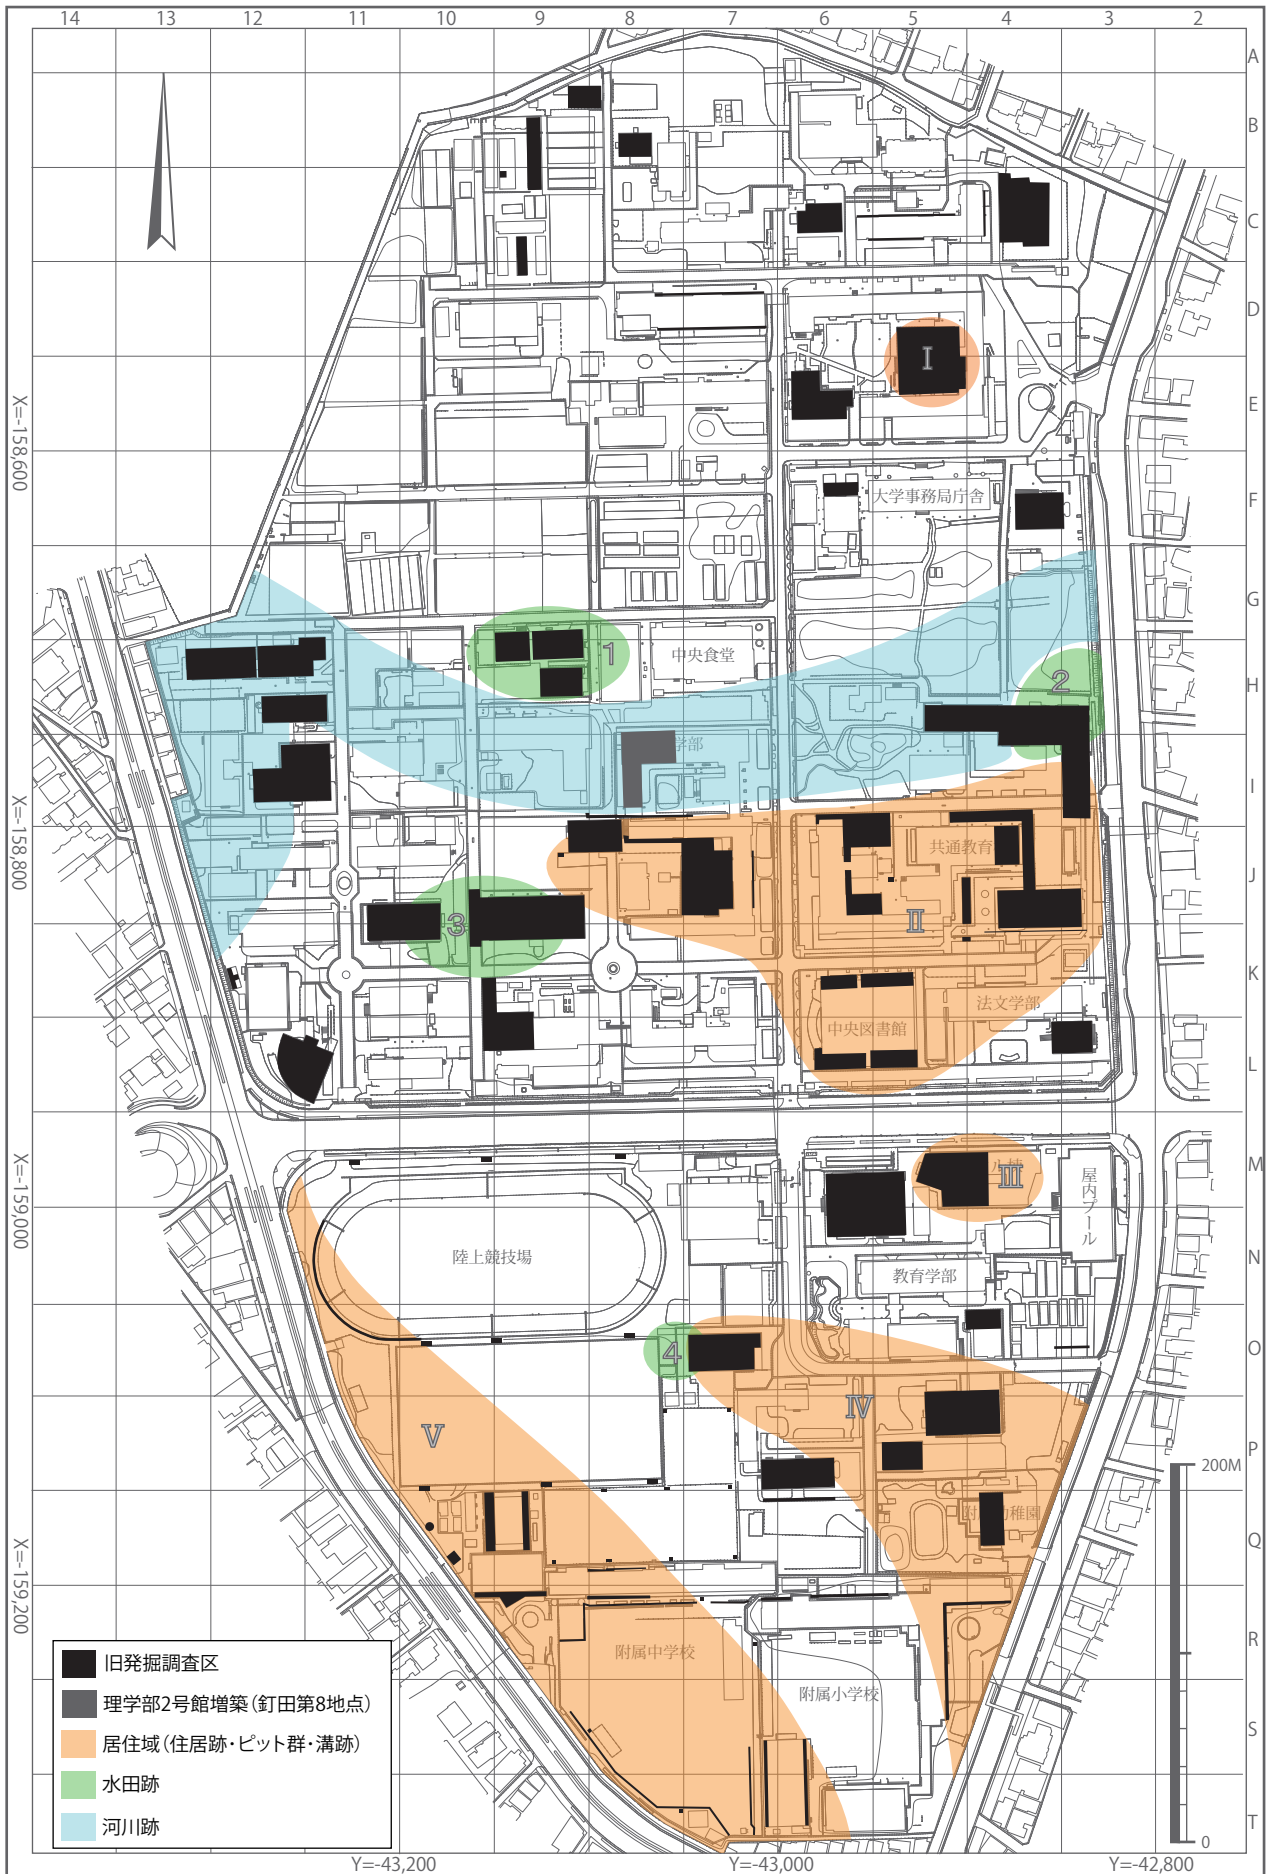 14 13 12 11 10 9 8 7 6 5 4 3 2
A
B
C
D
I
E
X=-158,600
大学事務局庁舎
F
G
1
中央食堂
2
H
学部
I
X=-158,800
共通教育
J
3
II
K
法文学部
中央図書館
L
M
III
屋内プール
X=-159,000
陸上競技場
教育学部
N
4
O
IV
V
P
200M
幼稚園
Q
X=-159,200
附属中学校
R
附属小学校
S
T
0
旧発掘調査区
理学部2号館増築(釘田第8地点)
居住域(住居跡・ピット群・溝跡)
水田跡
河川跡
Y=-43,200 Y=-43,000 Y=-42,800